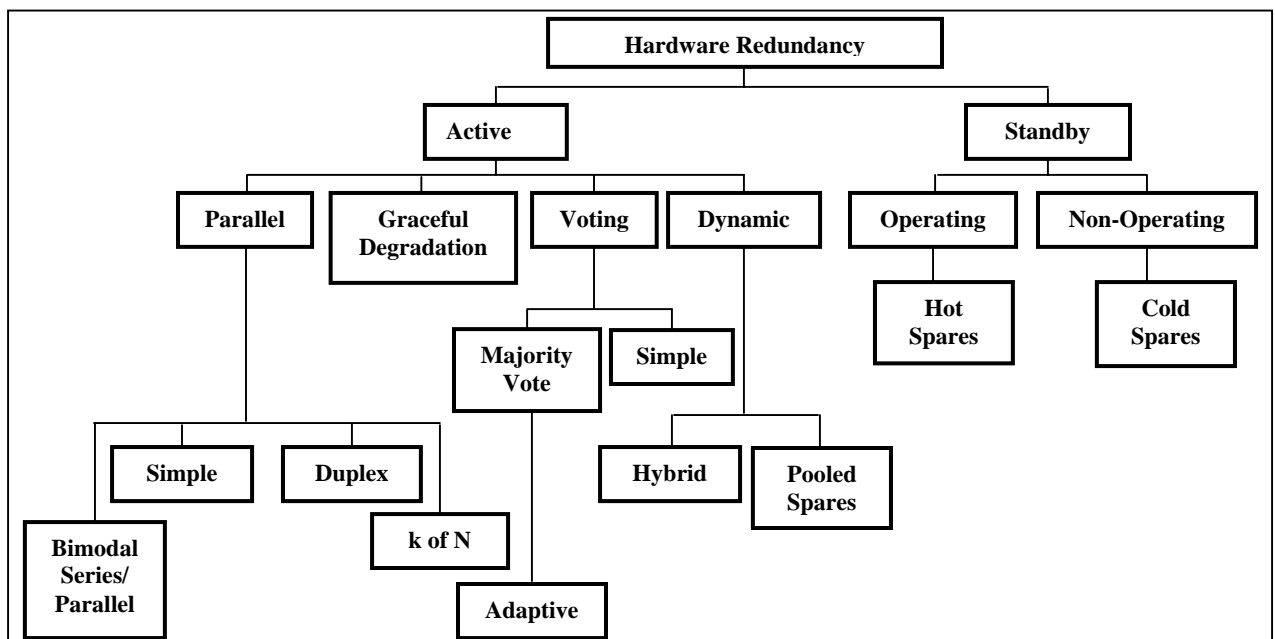 Hardware Redundancy
Active
Standby
Parallel
Graceful
Degradation
Voting
Dynamic
Operating
Non-Operating
Hot
Spares
Cold
Spares
Majority
Vote
Simple
Simple
Duplex
Hybrid
Pooled
Spares
k of N
Bimodal
Series/
Parallel
Adaptive